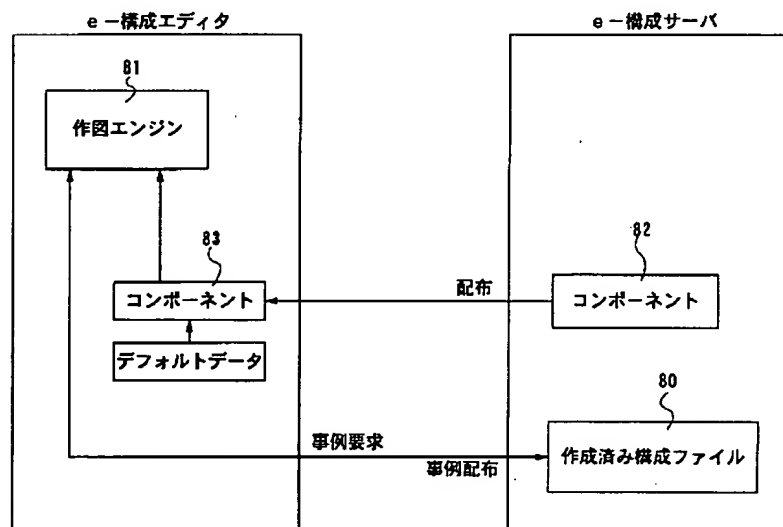 e－構成エディタ
e－構成サーバ
81
作図エンジン
83
コンポーネント
デフォルトデータ
配布
82
コンポーネント
事例要求
事例配布
80
作成済み構成ファイル